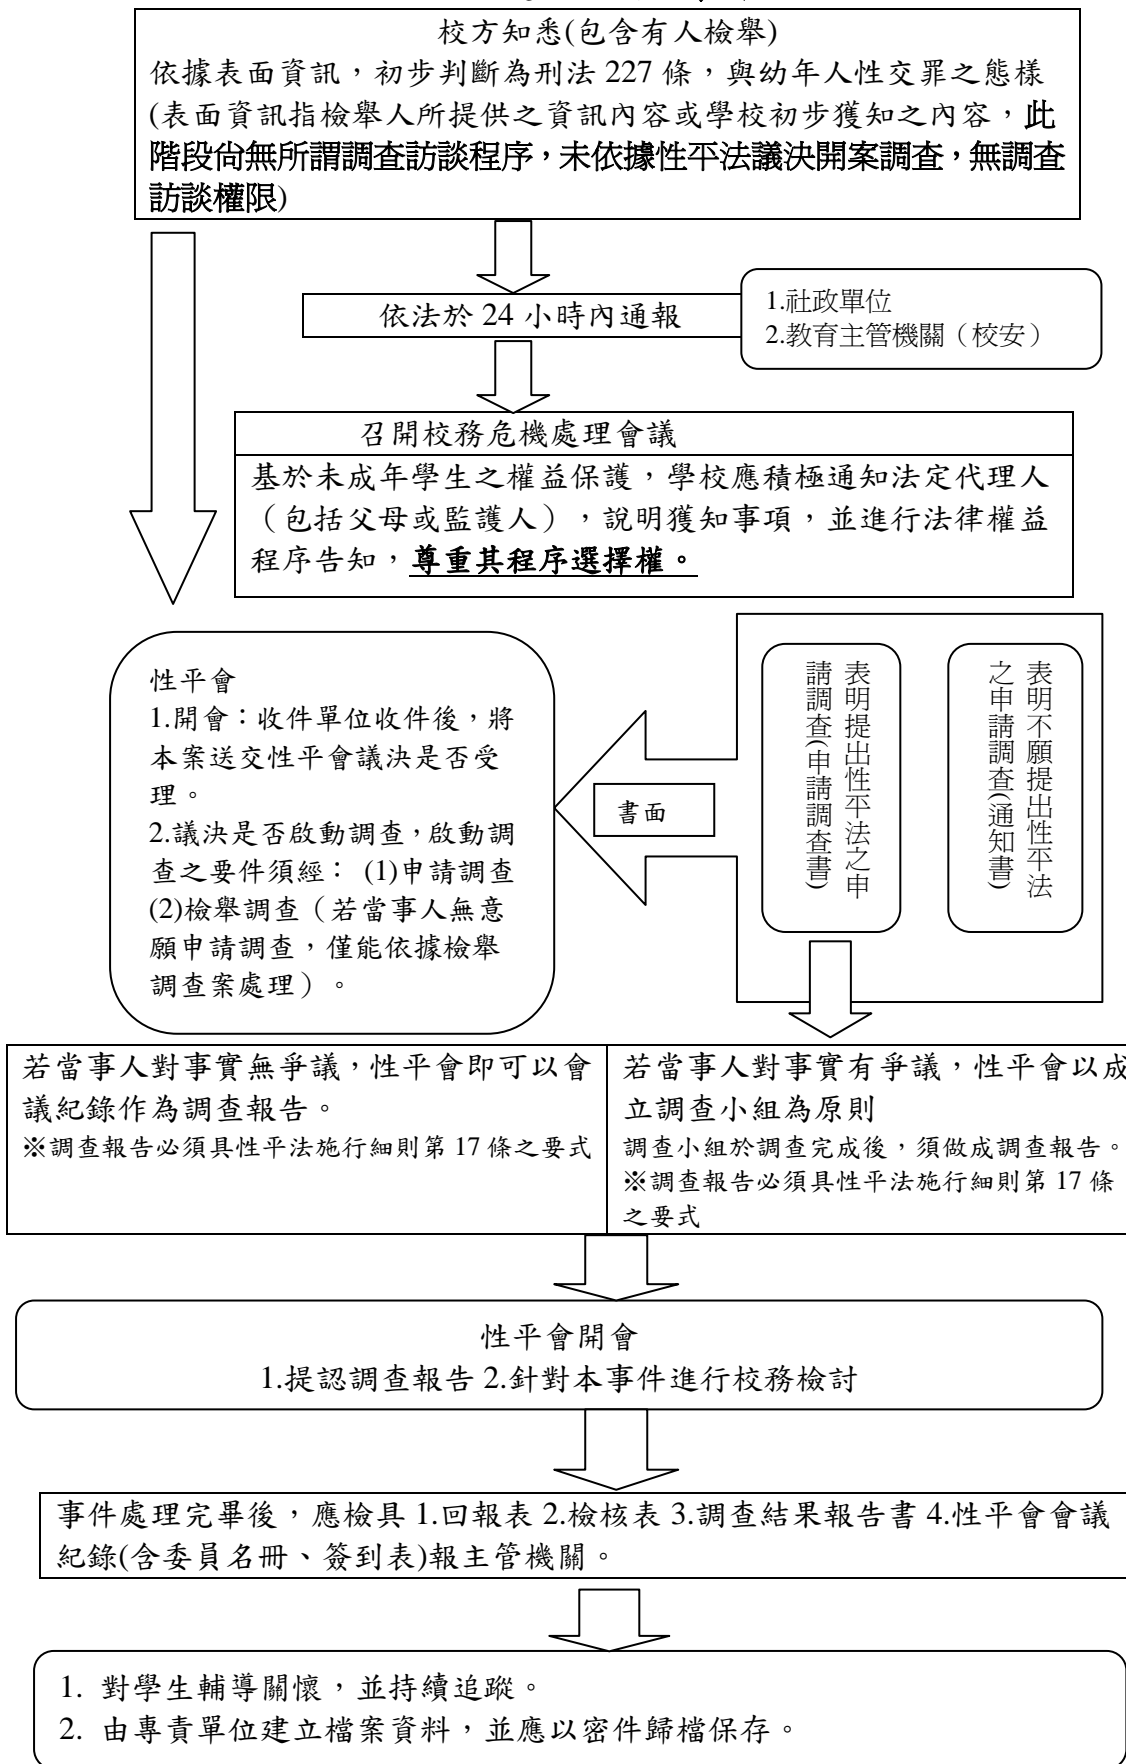 校方知悉(包含有人檢舉)
依據表面資訊，初步判斷為刑法 227 條，與幼年人性交罪之態樣
(表面資訊指檢舉人所提供之資訊內容或學校初步獲知之內容，此
階段尚無所謂調查訪談程序，未依據性平法議決開案調查，無調查
訪談權限)
依法於 24 小時內通報
1.社政單位
2.教育主管機關（校安）
召開校務危機處理會議
基於未成年學生之權益保護，學校應積極通知法定代理人
（包括父母或監護人），說明獲知事項，並進行法律權益
程序告知，尊重其程序選擇權。
表明不願提出性平法
之申請調查(通知書)
表明提出性平法之申
請調查(申請調查書)
書面
性平會
1.開會：收件單位收件後，將
本案送交性平會議決是否受
理。
2.議決是否啟動調查，啟動調
查之要件須經： (1)申請調查
(2)檢舉調查（若當事人無意
願申請調查，僅能依據檢舉
調查案處理）。
若當事人對事實無爭議，性平會即可以會
議紀錄作為調查報告。
※調查報告必須具性平法施行細則第 17 條之要式
若當事人對事實有爭議，性平會以成
立調查小組為原則
調查小組於調查完成後，須做成調查報告。
※調查報告必須具性平法施行細則第 17 條
之要式
性平會開會
1.提認調查報告 2.針對本事件進行校務檢討
事件處理完畢後，應檢具 1.回報表 2.檢核表 3.調查結果報告書 4.性平會會議
紀錄(含委員名冊、簽到表)報主管機關。
1. 對學生輔導關懷，並持續追蹤。
2. 由專責單位建立檔案資料，並應以密件歸檔保存。